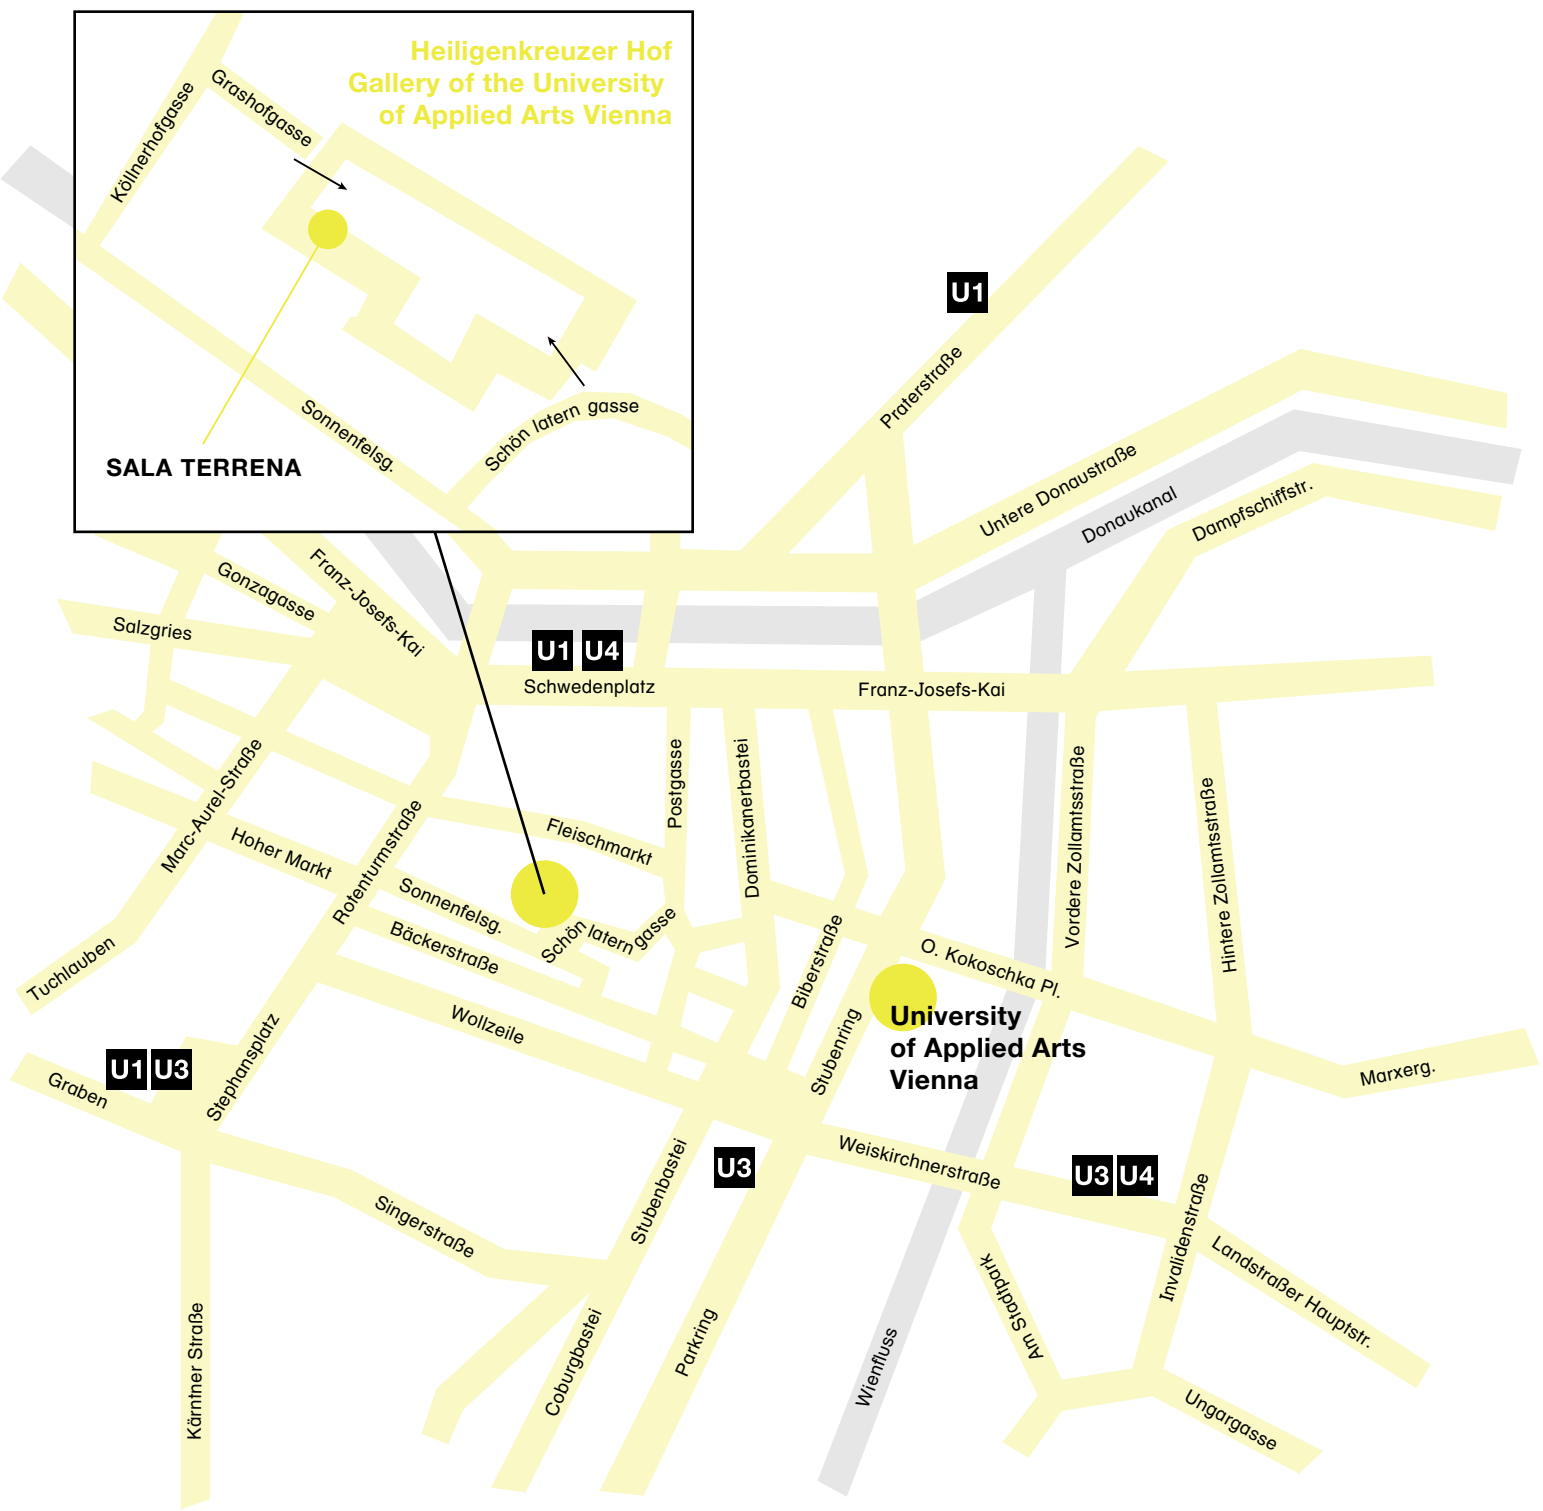 Heiligenkreuzer Hof
Gallery of the University
of Applied Arts Vienna
Grashofgasse
Köllnerhofgasse
Sonnenfelsg.
Schön latern gasse
SALA TERRENA
U1
Praterstraße
Untere Donaustraße
Donaukanal
Dampfschiffstr.
Franz-Josefs-Kai
Gonzagasse
Salzgries
U1 U4
Schwedenplatz
Franz-Josefs-Kai
Marc-Aurel-Straße
Postgasse
Dominikanerbastei
Vordere Zollamtsstraße
Hintere Zollamtsstraße
Rotenturmstraße
Fleischmarkt
Hoher Markt
Sonnenfelsg.
Schön latern gasse
Bäckerstraße
Biberstraße
O. Kokoschka Pl.
Tuchlauben
Wollzeile
Stubenring
University
of Applied Arts
Vienna
Stephansplatz
U1 U3
Graben
Marxerg.
Weiskirchnerstraße
U3
U3 U4
Stubenbastei
Singerstraße
Invalidenstraße
Landstraßer Hauptstr.
Am Stadtpark
Kärntner Straße
Coburgbastei
Parkring
Wienfluss
Ungargasse